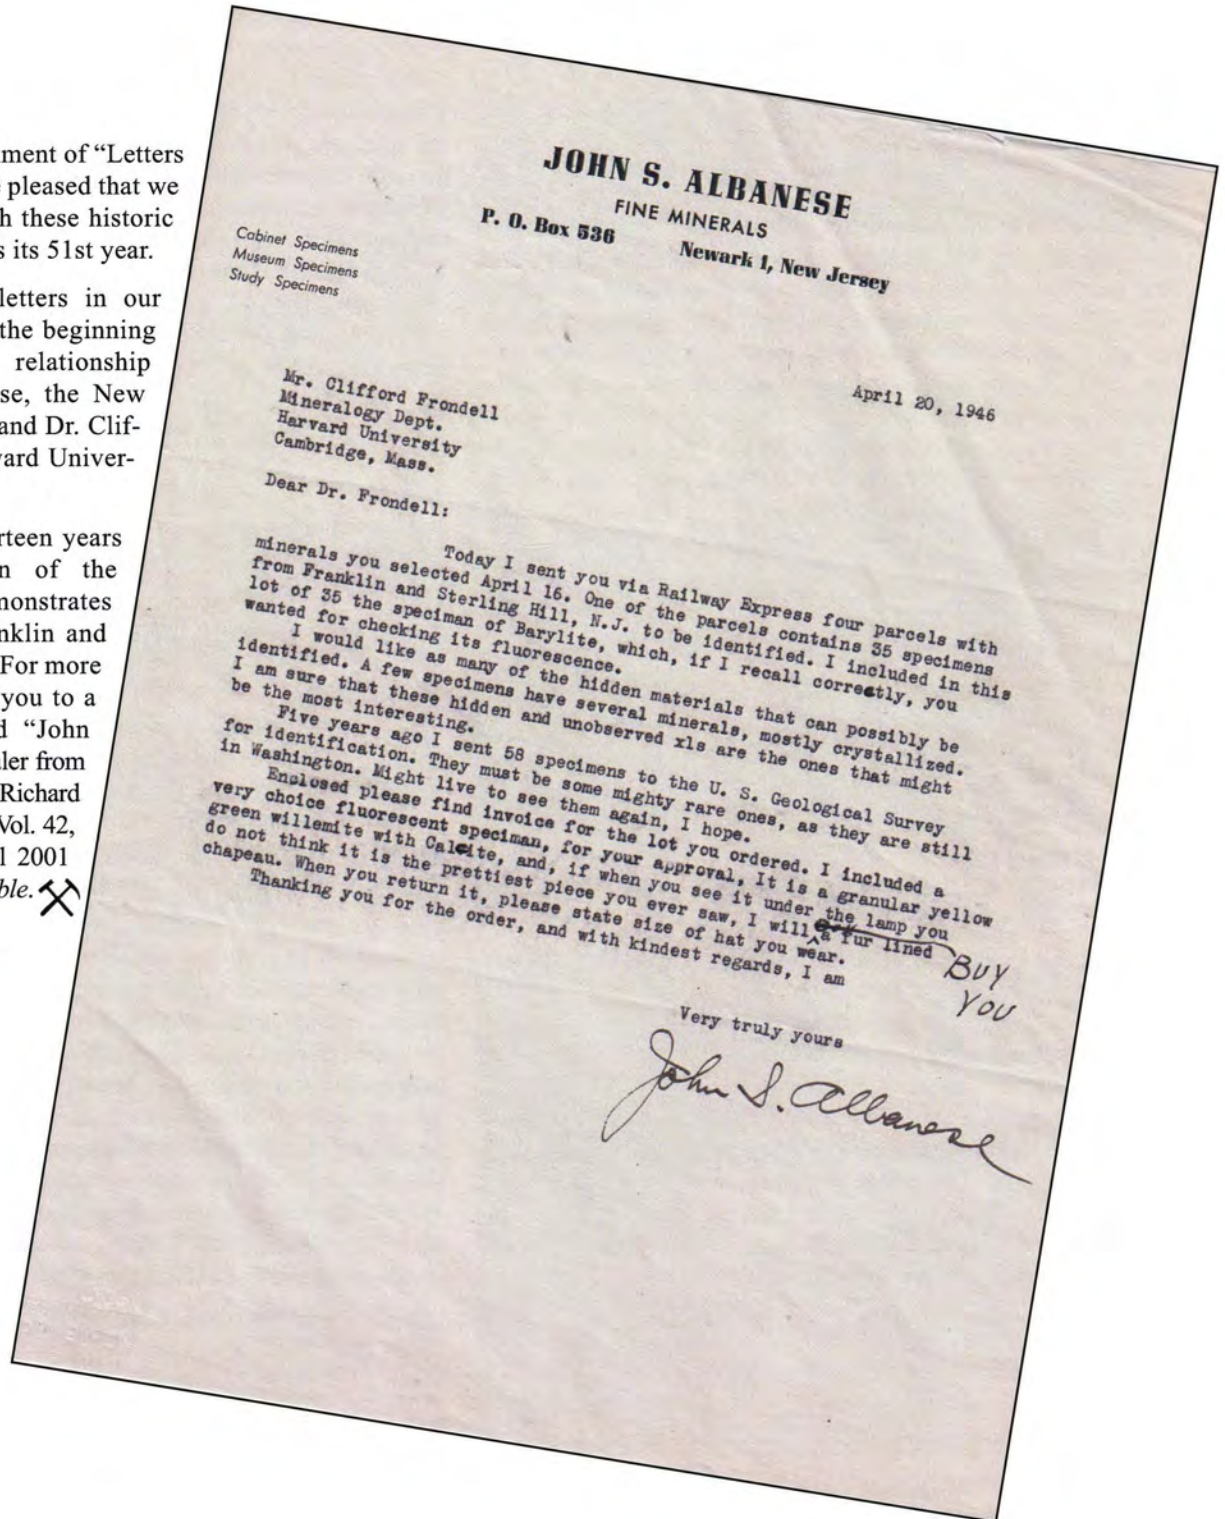 ment of “Letters
pleased that we
h these historic
s its 51st year.
letters in our
the beginning
relationship
se, the New
and Dr. Clif-
vard Univer-
rteen years
n of the
monstrates
nklin and
For more
you to a
d “John
ler from
Richard
Vol. 42,
l 2001
ble.
JOHN S. ALBANESE
FINE MINERALS
P. O. Box 536 Newark 1, New Jersey
Cabinet Specimens
Museum Specimens
Study Specimens
April 20, 1946
Mr. Clifford Frondell
Mineralogy Dept.
Harvard University
Cambridge, Mass.
Dear Dr. Frondell:
Today I sent you via Railway Express four parcels with
minerals you selected April 16. One of the parcels contains 35 specimens
from Franklin and Sterling Hill, N.J. to be identified. I included in this
lot of 35 the speciman of Barylite, which, if I recall correctly, you
wanted for checking its fluorescence.
I would like as many of the hidden materials that can possibly be
identified. A few specimens have several minerals, mostly crystallized.
I am sure that these hidden and unobserved xls are the ones that might
be the most interesting.
Five years ago I sent 58 specimens to the U. S. Geological Survey
for identification. They must be some mighty rare ones, as they are still
in Washington. Might live to see them again, I hope.
Enclosed please find invoice for the lot you ordered. I included a
very choice fluorescent speciman, for your approval, It is a granular yellow
green willemite with Calcite, and, if when you see it under the lamp you
do not think it is the prettiest piece you ever saw, I will a fur lined
BUY
YOU
chapeau. When you return it, please state size of hat you wear.
Thanking you for the order, and with kindest regards, I am
Very truly yours
John S. Albanese